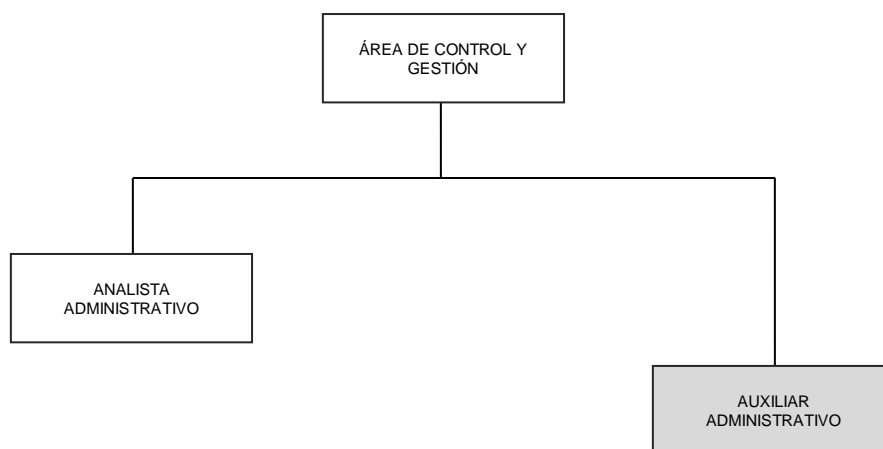 ÁREA DE CONTROL Y
GESTIÓN
ANALISTA
ADMINISTRATIVO
AUXILIAR
ADMINISTRATIVO